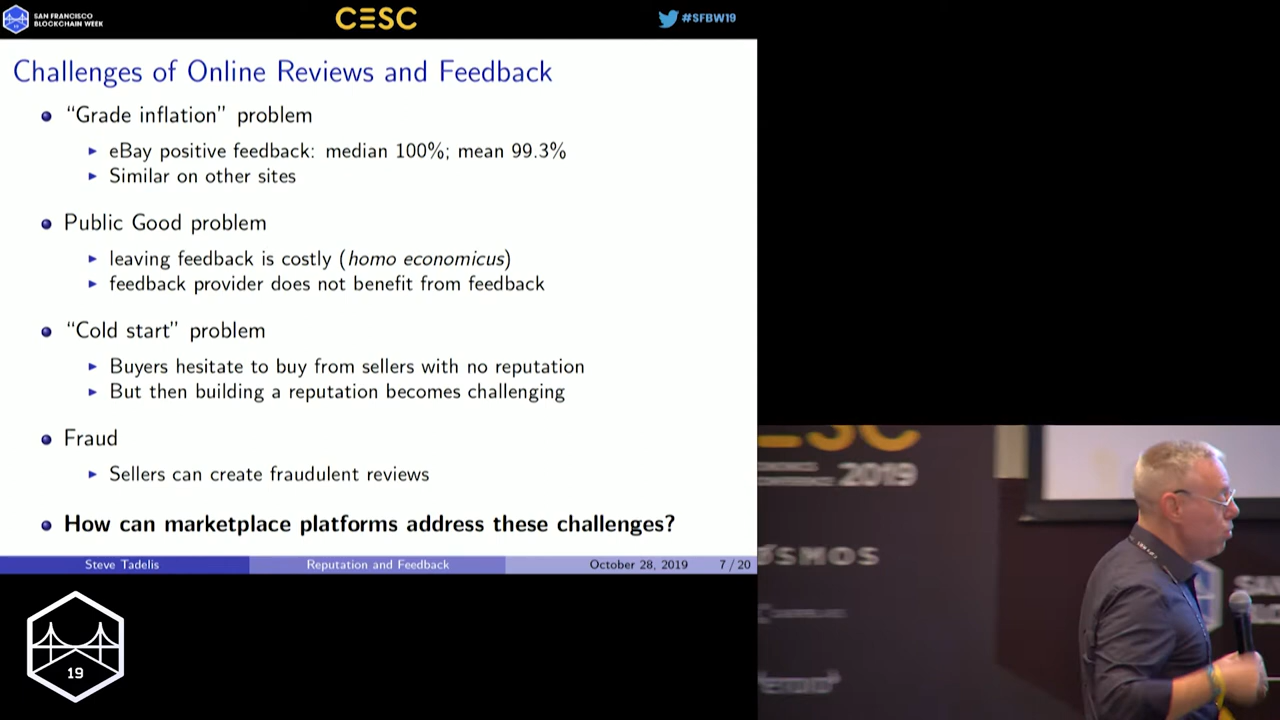 SAN FRANCISCO
BLOCKCHAIN WEEK
CESC
#SFBW19
Challenges of Online Reviews and Feedback
“Grade inflation” problem
eBay positive feedback: median 100%; mean 99.3%
Similar on other sites
Public Good problem
leaving feedback is costly (homo economicus)
feedback provider does not benefit from feedback
“Cold start” problem
Buyers hesitate to buy from sellers with no reputation
But then building a reputation becomes challenging
Fraud
Sellers can create fraudulent reviews
How can marketplace platforms address these challenges?
Steve Tadelis
Reputation and Feedback
October 28, 2019
7 / 20
19
CESC
2019